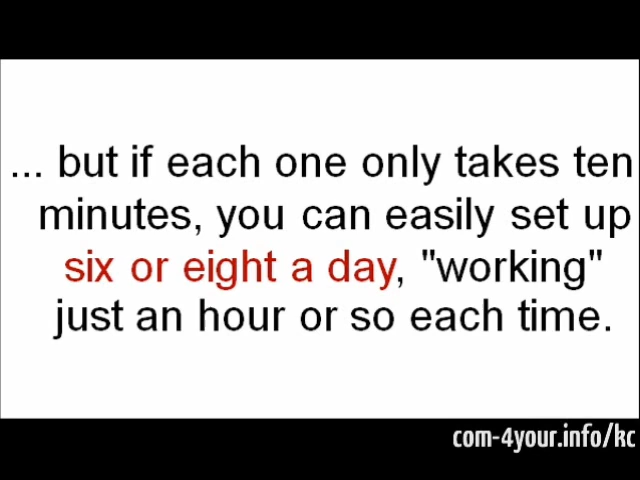 ... but if each one only takes ten
minutes, you can easily set up
six or eight a day, "working"
just an hour or so each time.
com-4your.info/kc